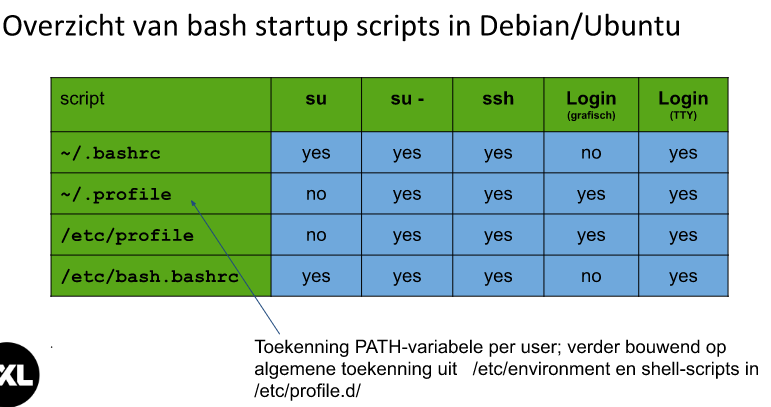 Overzicht van bash startup scripts in Debian/Ubuntu
script su su - ssh Login (grafisch) Login (TTY)
~/.bashrc yes yes yes no yes
~/.profile no yes yes yes yes
/etc/profile no yes yes yes yes
/etc/bash.bashrc yes yes yes no yes
Toekenning PATH-variabele per user; verder bouwend op
algemene toekenning uit /etc/environment en shell-scripts in
/etc/profile.d/
XL